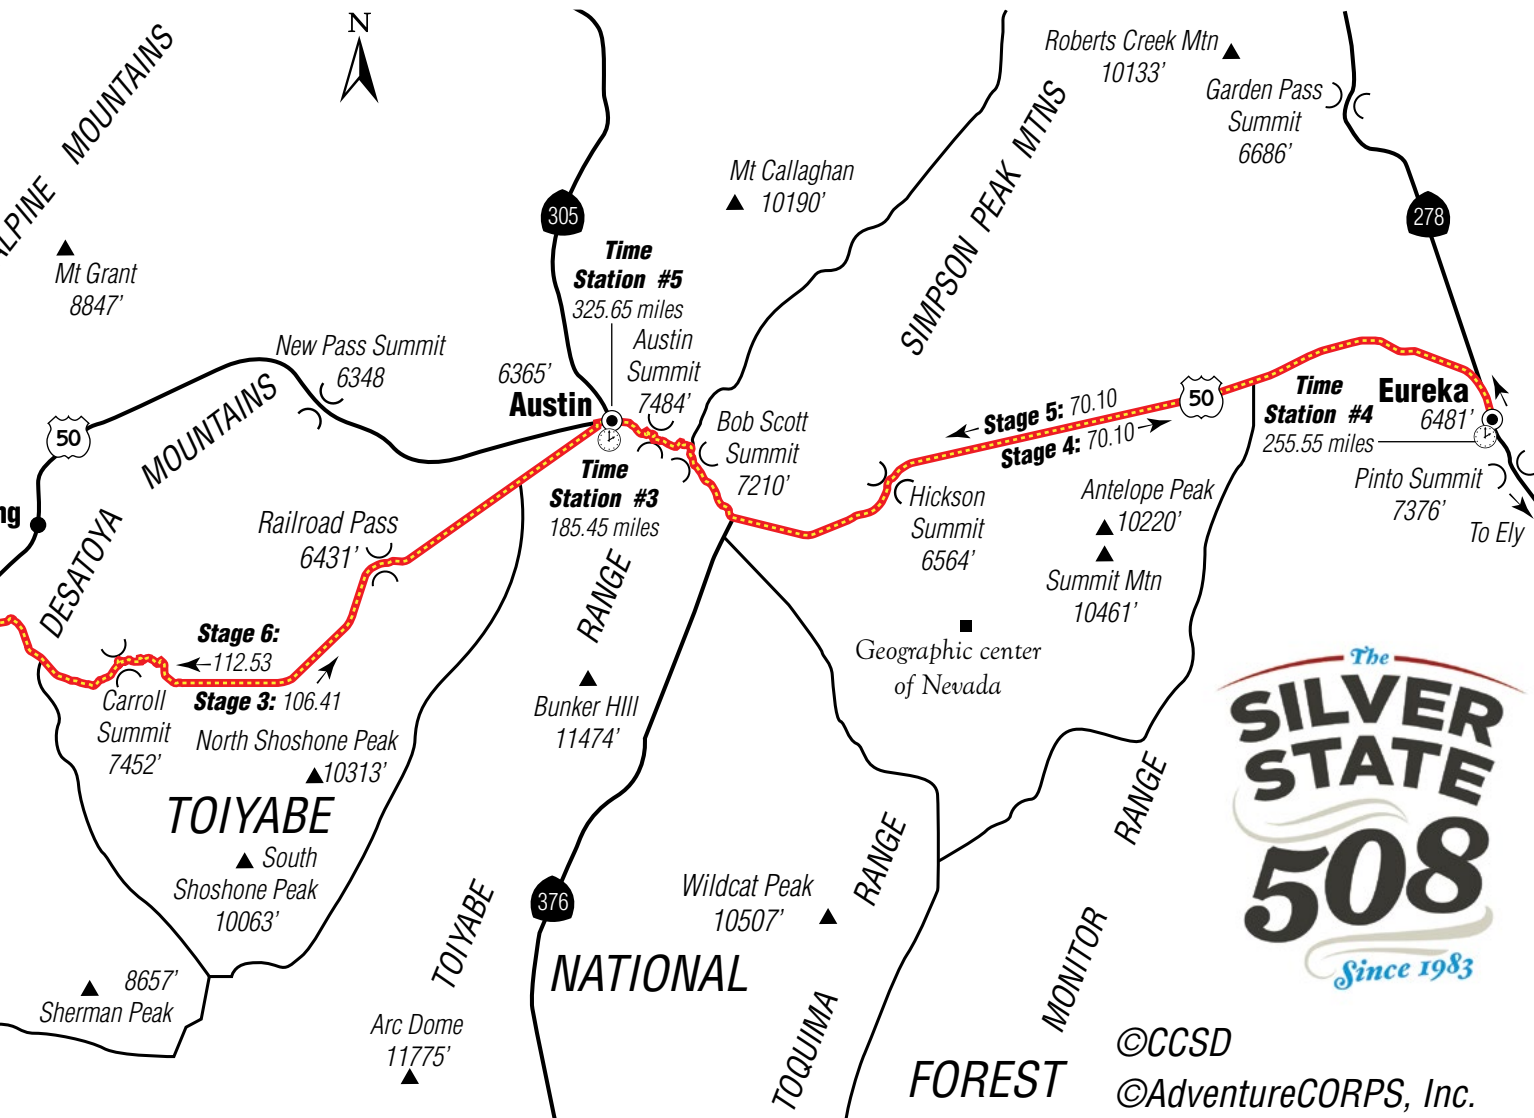 N
ALPINE MOUNTAINS
Roberts Creek Mtn
10133'
Garden Pass
Summit
6686'
SIMPSON PEAK MTNS
Mt Callaghan
10190'
305
278
Time
Station #5
325.65 miles
Mt Grant
8847'
New Pass Summit
6348
Austin
Summit
7484'
6365'
Austin
50
MOUNTAINS
Bob Scott
Summit
7210'
Stage 5: 70.10
Stage 4: 70.10
50
Time
Station #4
255.55 miles
Eureka
6481'
Pinto Summit
7376'
To Ely
Time
Station #3
185.45 miles
Hickson
Summit
6564'
Antelope Peak
10220'
Summit Mtn
10461'
ng
DESATOYA
Railroad Pass
6431'
RANGE
Stage 6:
112.53
Stage 3: 106.41
Geographic center
of Nevada
Carroll
Summit
7452'
North Shoshone Peak
10313'
Bunker HIll
11474'
The
SILVER
STATE
508
Since 1983
TOIYABE
South
Shoshone Peak
10063'
RANGE
RANGE
Wildcat Peak
10507'
376
TOIYABE
NATIONAL
MONITOR
8657'
Sherman Peak
Arc Dome
11775'
TOQUIMA
FOREST
©CCSD
©AdventureCORPS, Inc.